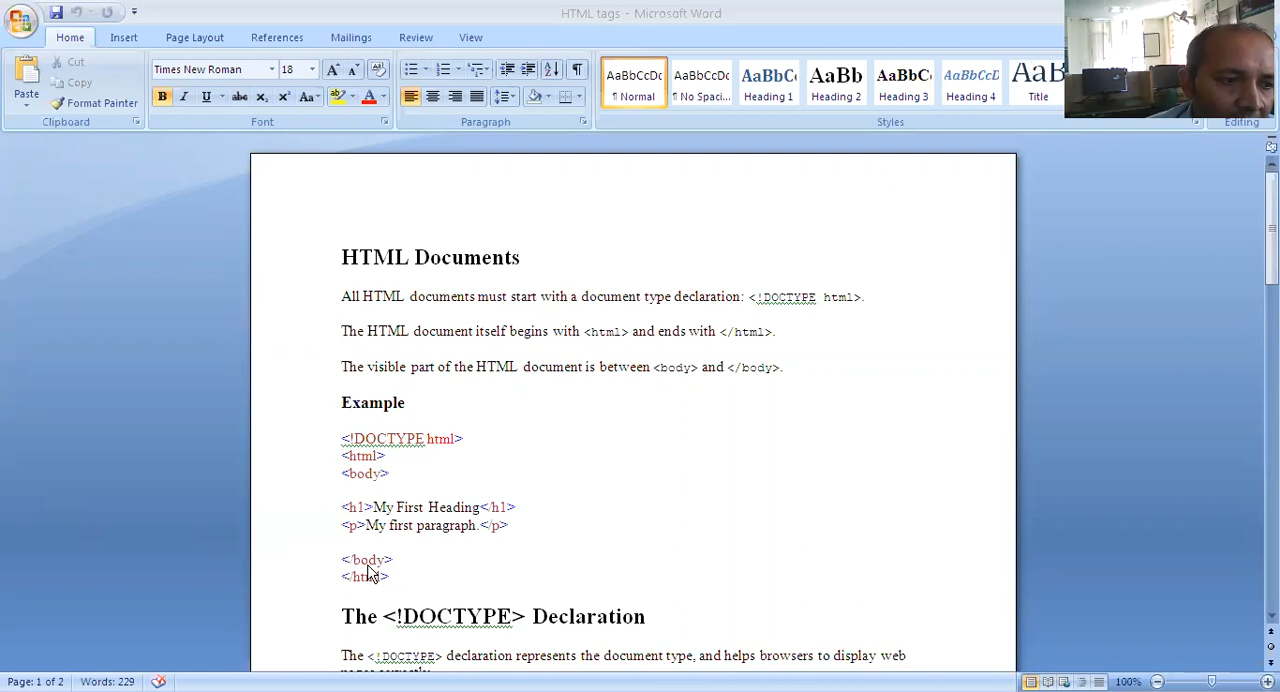 HTML tags - Microsoft Word
Home Insert Page Layout References Mailings Review View
Paste
Cut
Copy
Format Painter
Clipboard
Times New Roman 18
Font
Paragraph
AaBbCcDc AaBbCcDc AaBbC AaBb AaBbC AaBbCcD AaB
¶ Normal ¶ No Spaci... Heading 1 Heading 2 Heading 3 Heading 4 Title
Styles
Editing
HTML Documents
All HTML documents must start with a document type declaration: <!DOCTYPE html>.
The HTML document itself begins with <html> and ends with </html>.
The visible part of the HTML document is between <body> and </body>.
Example
<!DOCTYPE html>
<html>
<body>
<h1>My First Heading</h1>
<p>My first paragraph.</p>
</body>
</html>
The <!DOCTYPE> Declaration
The <!DOCTYPE> declaration represents the document type, and helps browsers to display web
Page: 1 of 2 Words: 229 100%